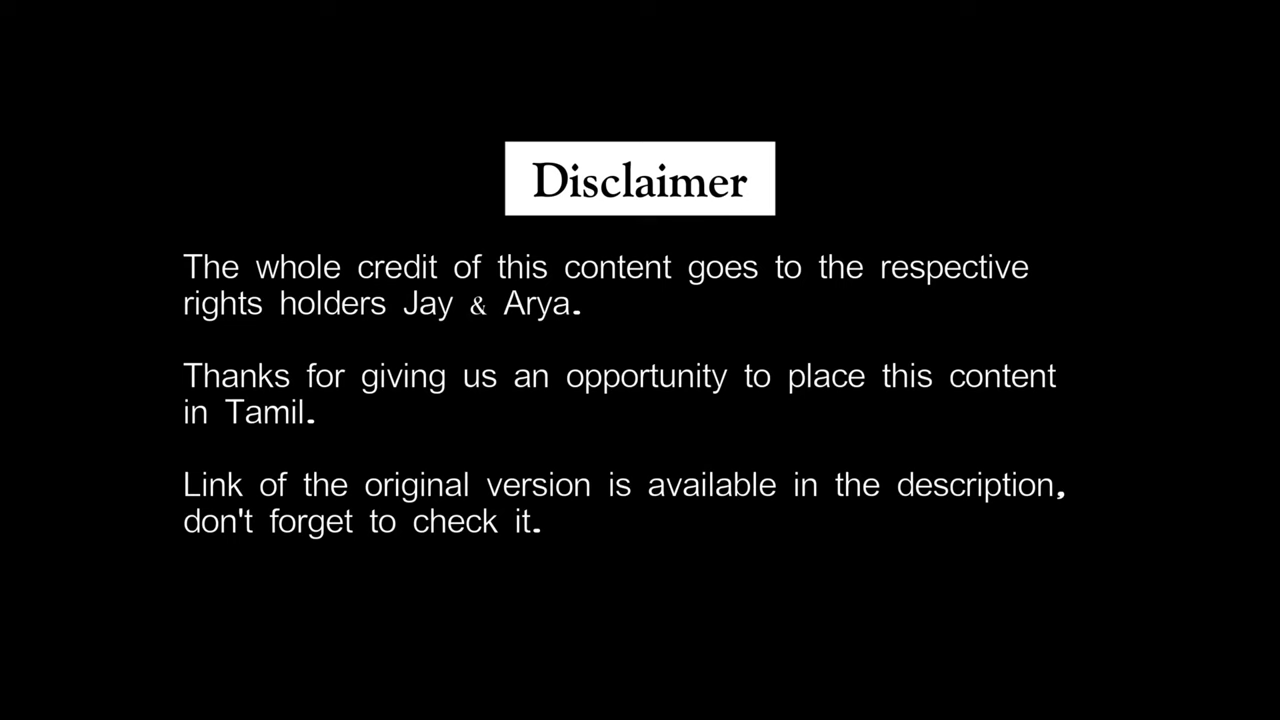 Disclaimer
The whole credit of this content goes to the respective
rights holders Jay & Arya.
Thanks for giving us an opportunity to place this content
in Tamil.
Link of the original version is available in the description,
don't forget to check it.